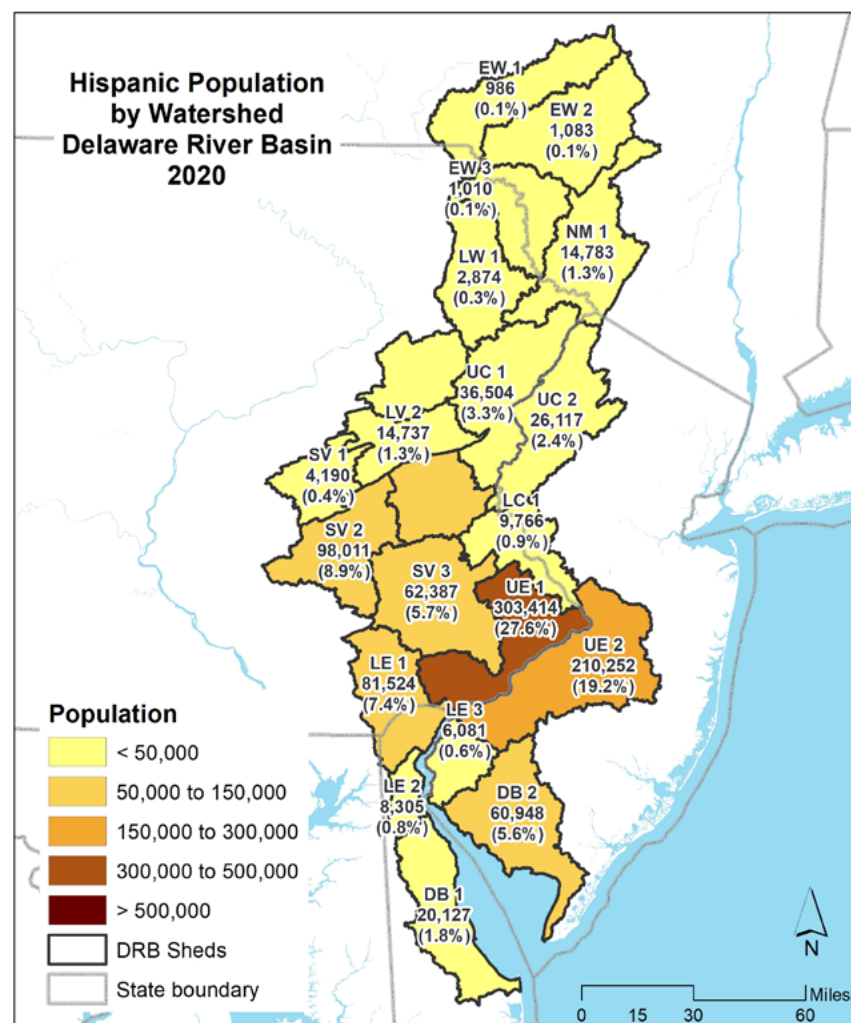 Hispanic Population
by Watershed
Delaware River Basin
2020
EW 1
986
(0.1%)
EW 2
1,083
(0.1%)
EW 3
1,010
(0.1%)
NM 1
14,783
(1.3%)
LW 1
2,874
(0.3%)
UC 1
36,504
(3.3%)
UC 2
26,117
(2.4%)
LV 2
14,737
(1.3%)
SV 1
4,190
(0.4%)
LC 1
9,766
(0.9%)
SV 2
98,011
(8.9%)
SV 3
62,387
(5.7%)
UE 1
303,414
(27.6%)
UE 2
210,252
(19.2%)
LE 1
81,524
(7.4%)
LE 3
6,081
(0.6%)
LE 2
8,305
(0.8%)
DB 2
60,948
(5.6%)
DB 1
20,127
(1.8%)
Population
< 50,000
50,000 to 150,000
150,000 to 300,000
300,000 to 500,000
> 500,000
DRB Sheds
State boundary
N
Miles
0 15 30 60